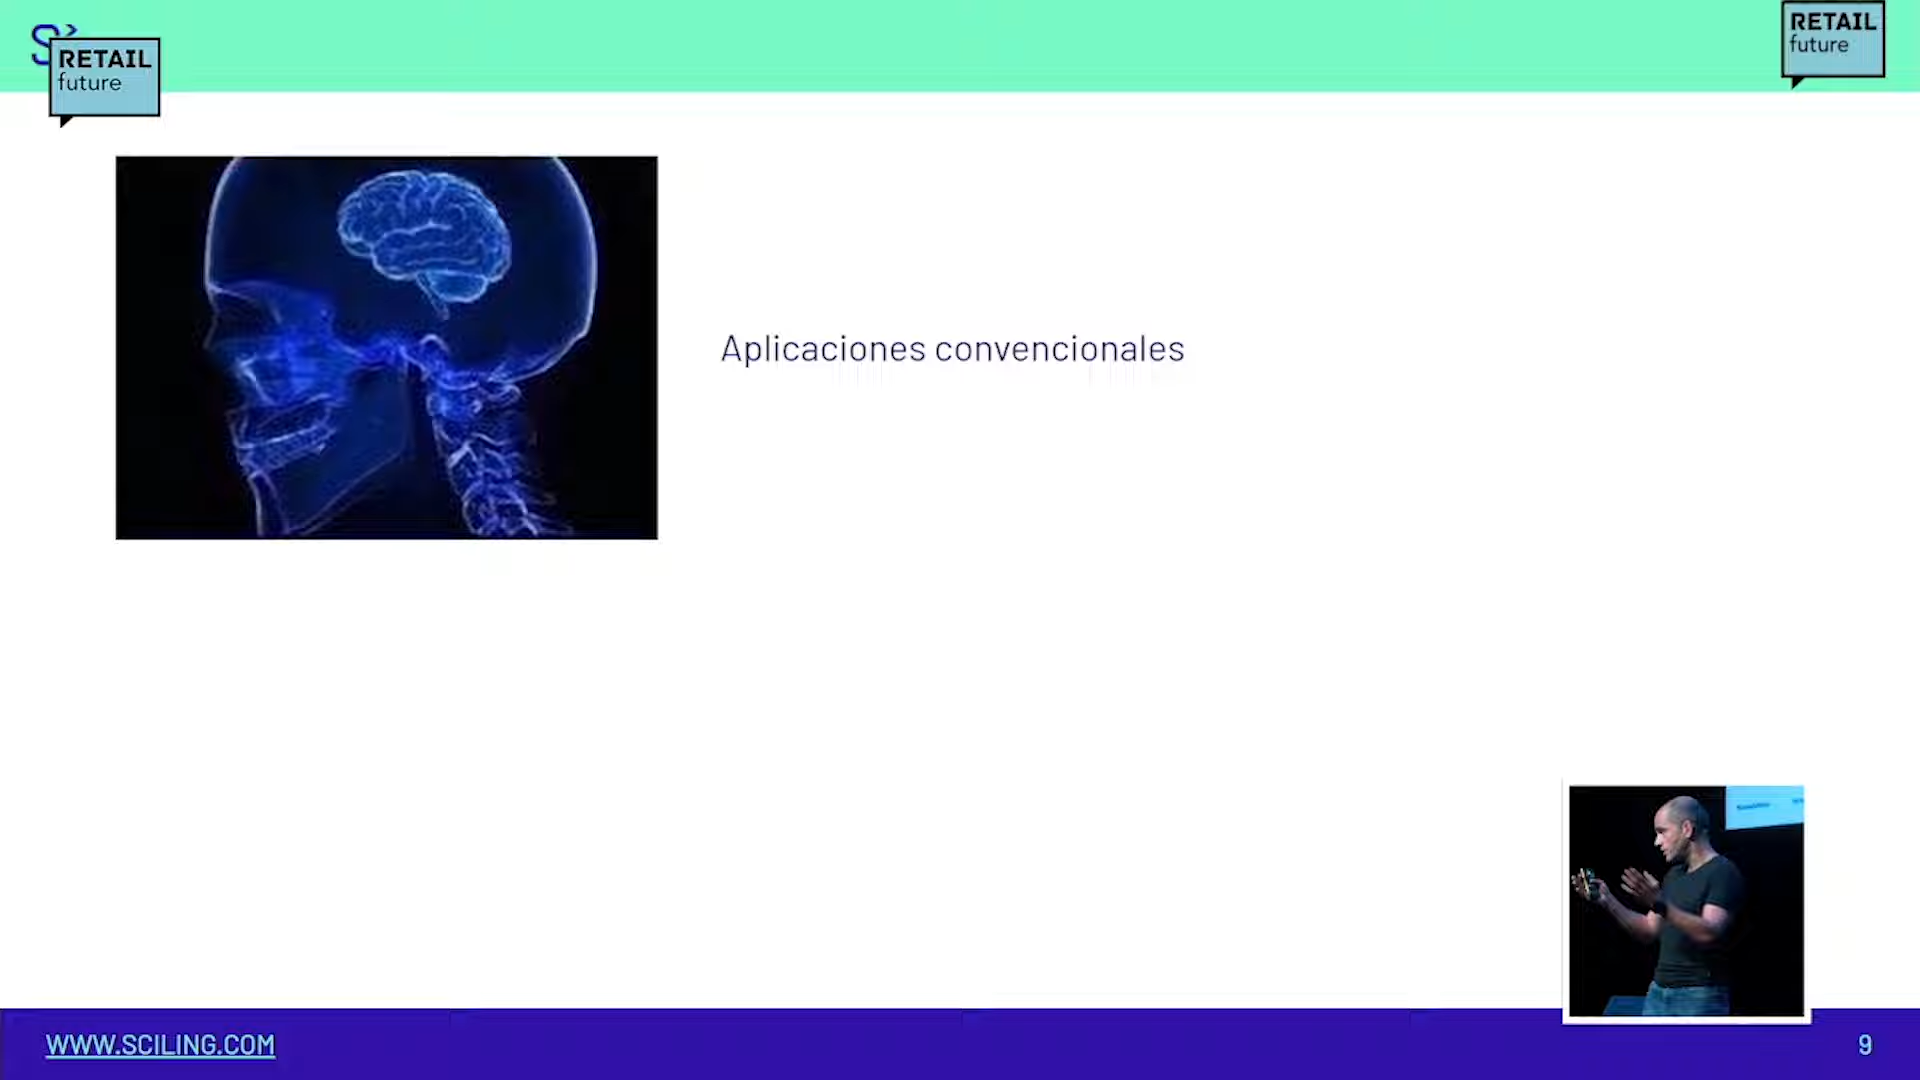 RETAIL
future
RETAIL
future
Aplicaciones convencionales
WWW.SCILING.COM
9